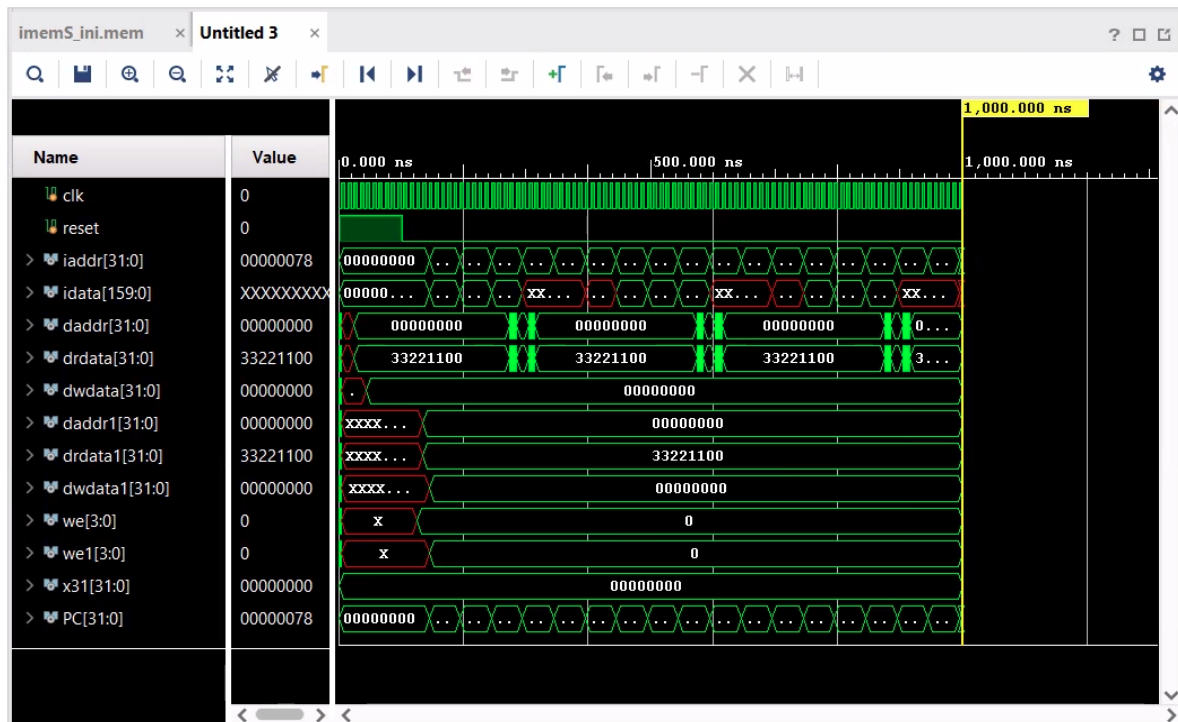 imemS_ini.mem × Untitled 3 × ?
1,000.000 ns
Name Value 0.000 ns 500.000 ns 1,000.000 ns
clk 0
reset 0
iaddr[31:0] 00000078 00000000 .. .. .. .. .. .. .. .. .. .. .. .. .. .. .. .. ..
idata[159:0] XXXXXXXXX 00000... .. .. .. XX... .. .. .. .. XX... .. .. .. .. XX...
daddr[31:0] 00000000 00000000 00000000 00000000 0...
drdata[31:0] 33221100 33221100 33221100 33221100 3...
dwdata[31:0] 00000000 . 00000000
daddr1[31:0] 00000000 XXXX... 00000000
drdata1[31:0] 33221100 XXXX... 33221100
dwdata1[31:0] 00000000 XXXX... 00000000
we[3:0] 0 X 0
we1[3:0] 0 X 0
x31[31:0] 00000000 00000000
PC[31:0] 00000078 00000000 .. .. .. .. .. .. .. .. .. .. .. .. .. .. .. .. ..